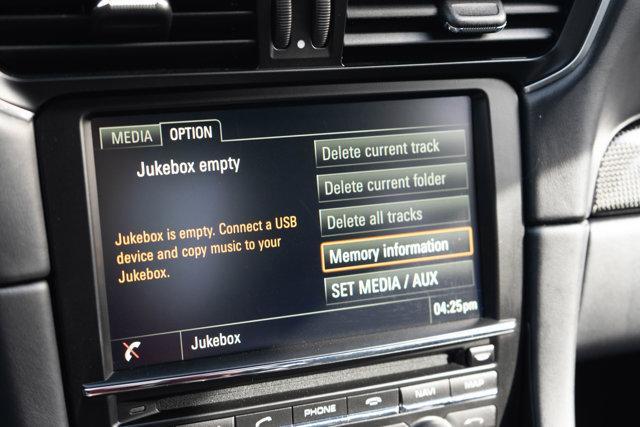 MEDIA
OPTION
Jukebox empty
Jukebox is empty. Connect a USB
device and copy music to your
Jukebox.
Delete current track
Delete current folder
Delete all tracks
Memory information
SET MEDIA / AUX
04:25pm
Jukebox
PHONE
NAVI
MAP